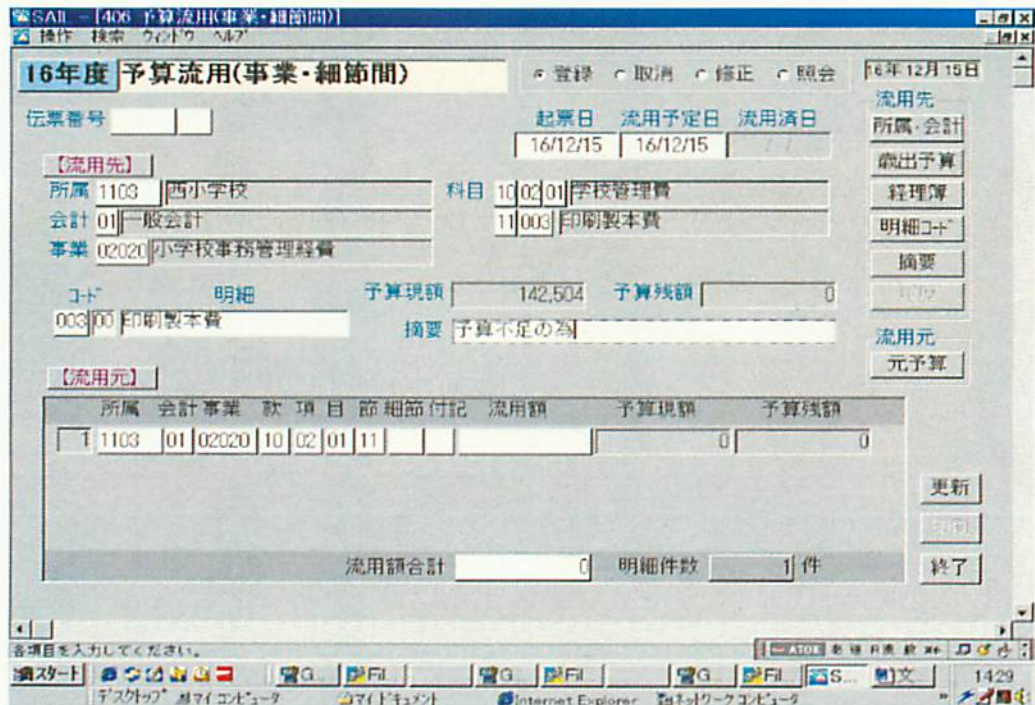 SAIL - [406 予算流用(事業・細節間)]
操作 検索 ウィンドウ ヘルプ
16年度 予算流用(事業・細節間) 登録 取消 修正 照会 16年12月15日
伝票番号 起票日 流用予定日 流用済日 流用先
16/12/15 16/12/15 / / 所属・会計
【流用先】 歳出予算
所属 1103 西小学校 科目 10 02 01 学校管理費 経理簿
会計 01 一般会計 11 003 印刷製本費 明細コード
事業 02020 小学校事務管理経費 摘要
コード 明細 予算現額 142,504 予算残額 0
003 00 印刷製本費 摘要 予算不足の為 流用元
【流用元】 元予算
所属 会計 事業 款 項 目 節 細節 付記 流用額 予算現額 予算残額
1 1103 01 02020 10 02 01 11 0 0
更新
印刷
流用額合計 0 明細件数 1 件 終了
各項目を入力してください。
スタート G... Fil... G... Fil... G... Fil... S... 文... 14:29
デスクトップ マイ コンピュータ マイ ドキュメント Internet Explorer ネットワーク コンピュータ »